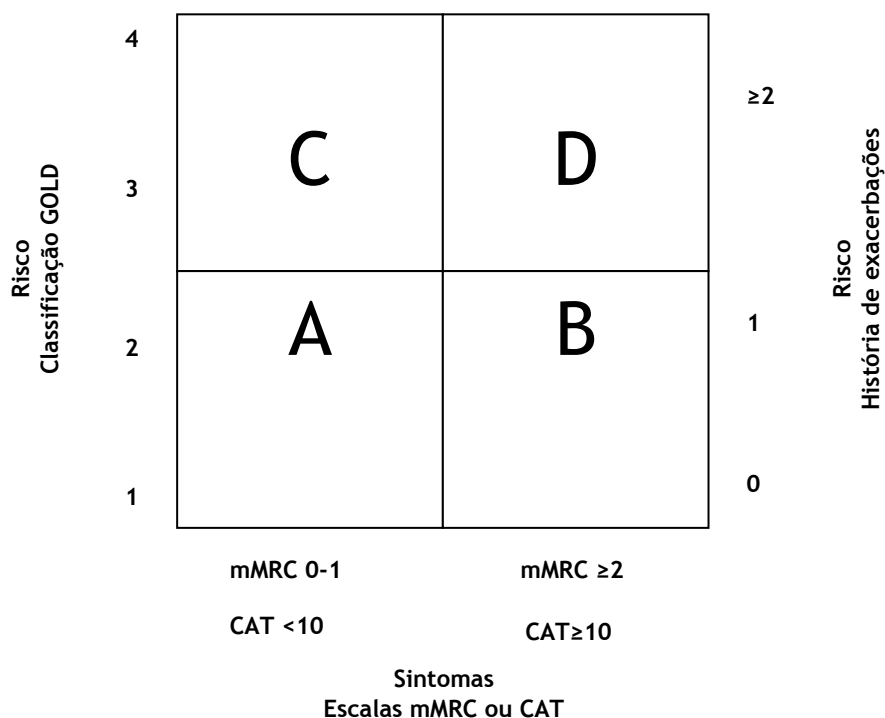 4
≥2
C
D
3
Risco
Classificação GOLD
Risco
História de exacerbações
A
B
2
1
1
0
mMRC 0-1
mMRC ≥2
CAT <10
CAT≥10
Sintomas
Escalas mMRC ou CAT